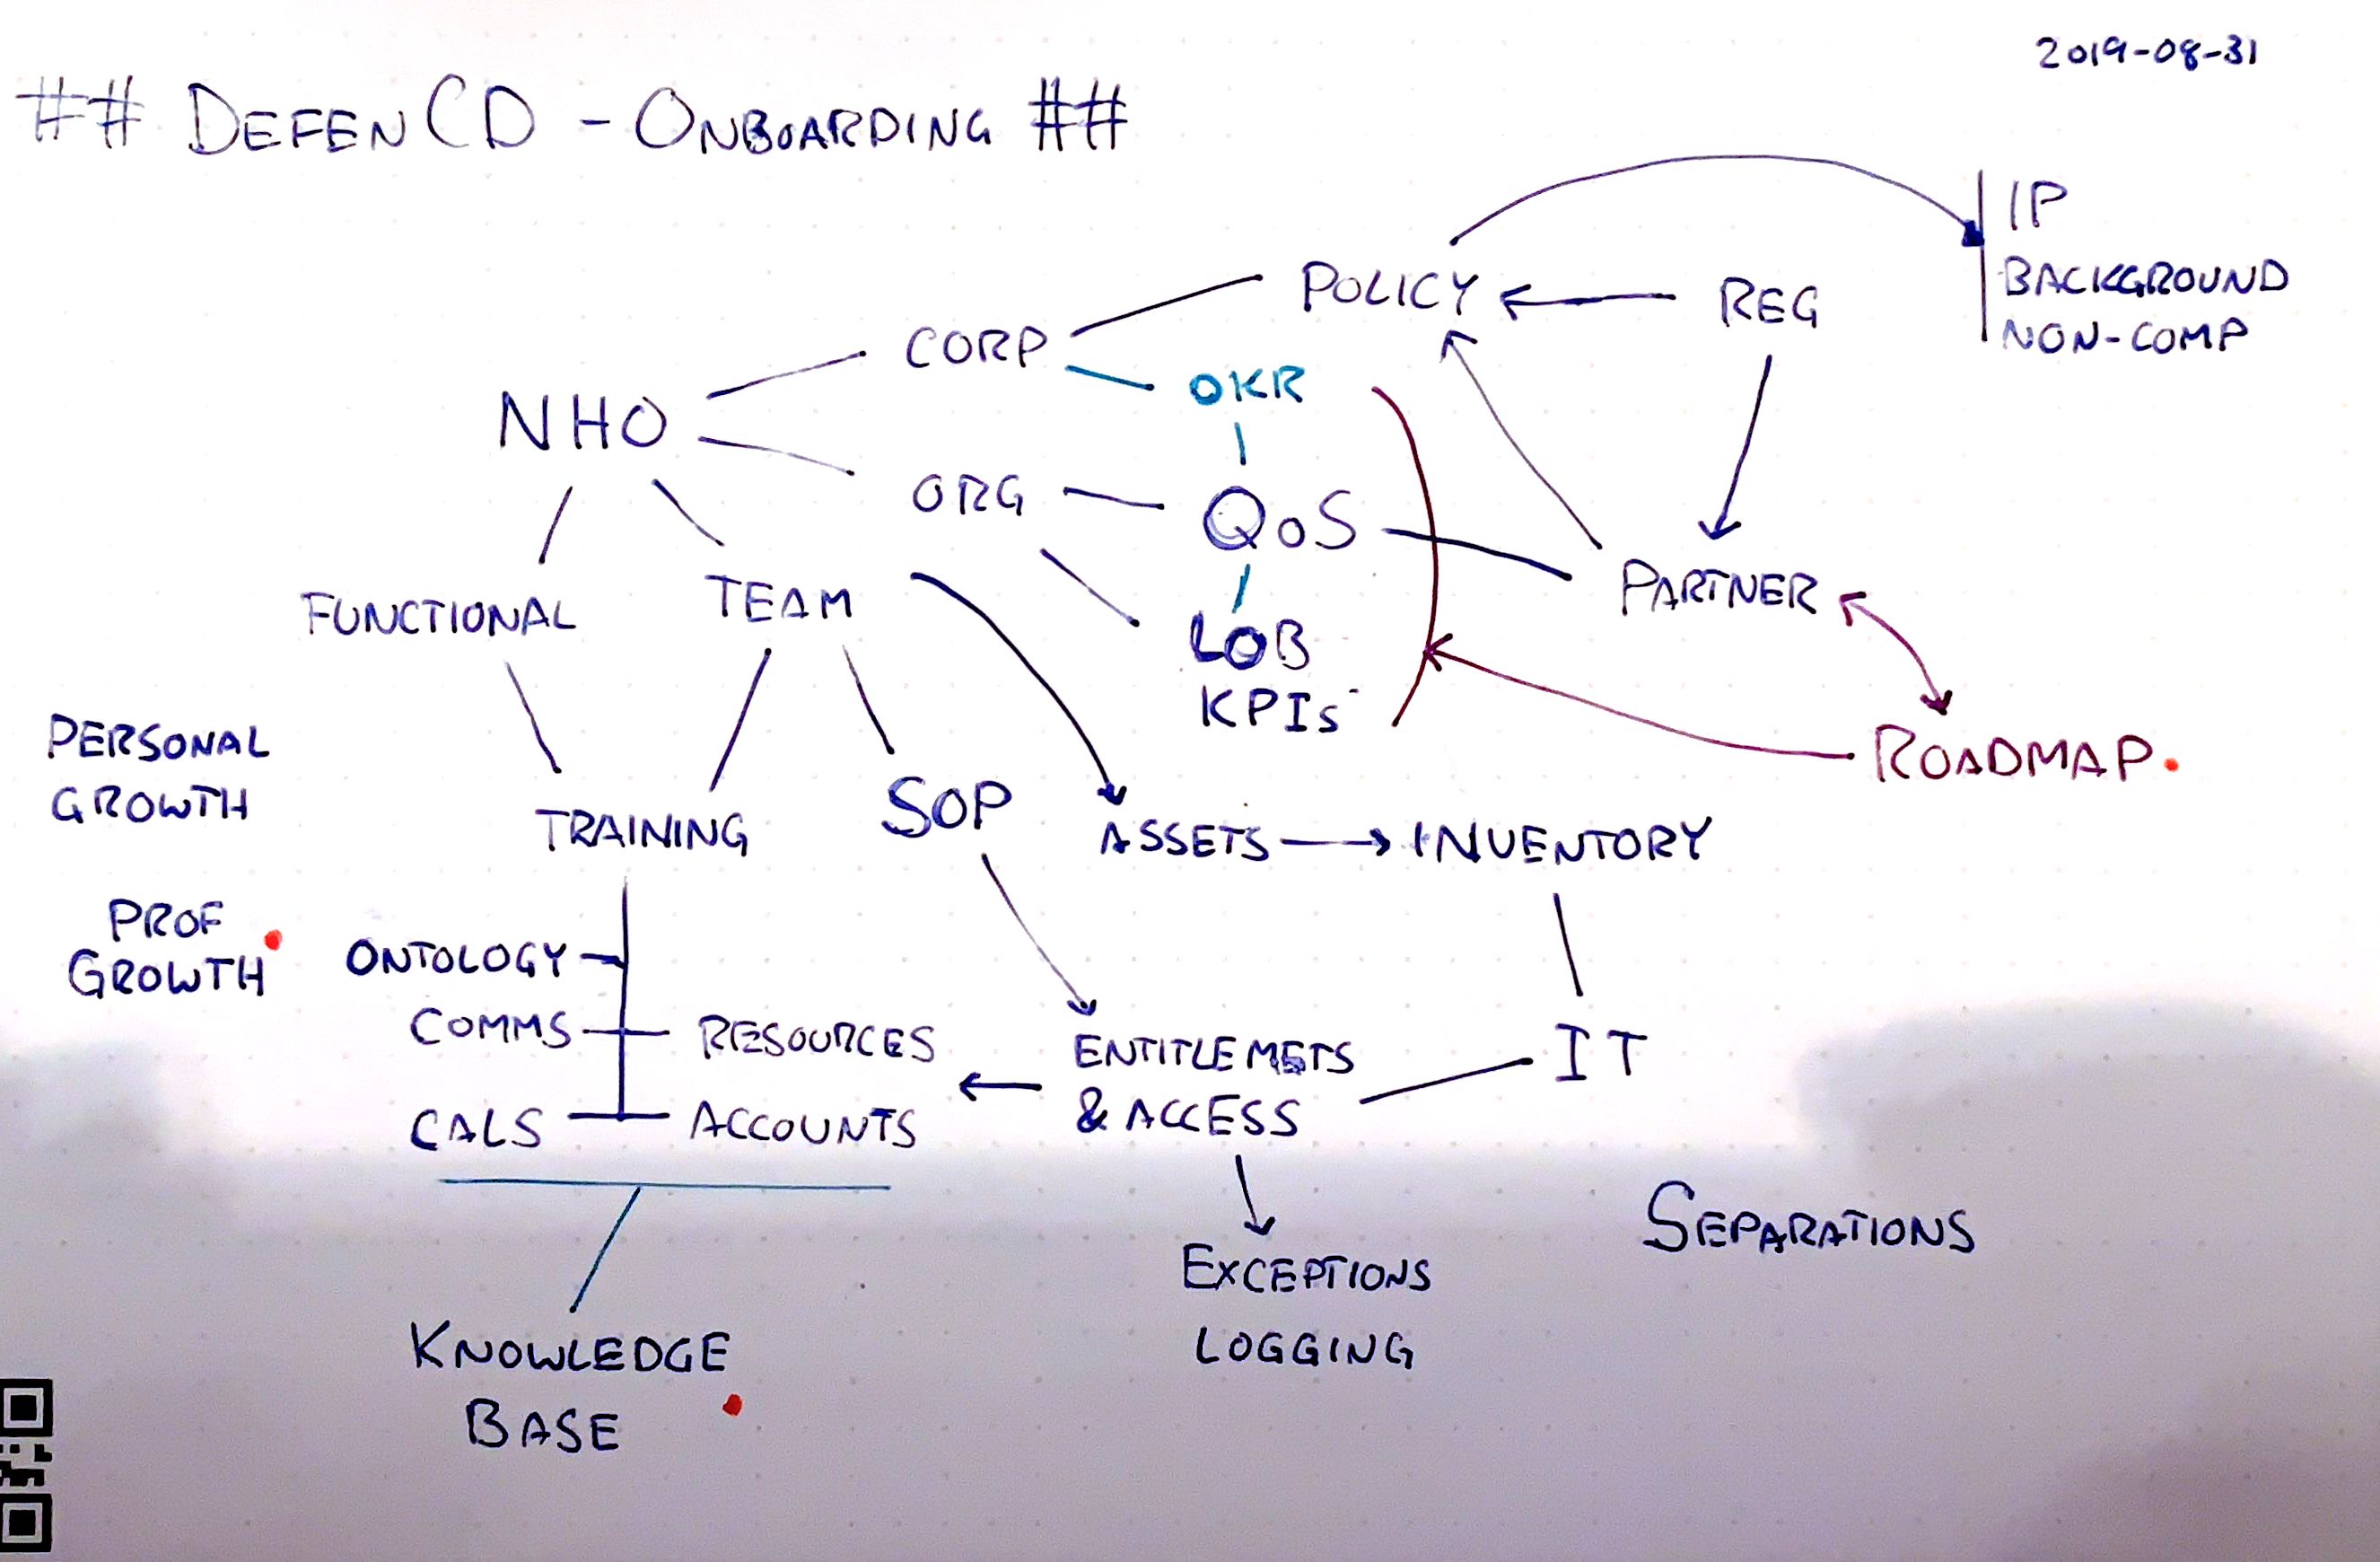 2019-08-31
## DEFENCD - ONBOARDING ##
IP
BACKGROUND
NON-COMP
POLICY
REG
CORP
OKR
NHO
ORG
QoS
PARTNER
FUNCTIONAL
TEAM
LOB
KPIs
ROADMAP
PERSONAL
GROWTH
TRAINING
SOP
ASSETS
INVENTORY
PROF
GROWTH
ONTOLOGY
COMMS
RESOURCES
CALS
ACCOUNTS
ENTITLEMETS
& ACCESS
IT
SEPARATIONS
EXCEPTIONS
LOGGING
KNOWLEDGE
BASE